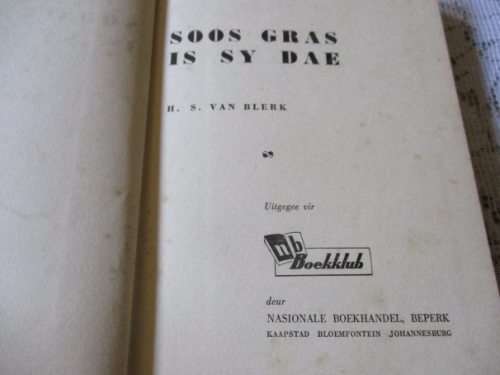 SOOS GRAS
IS SY DAE
H. S. VAN BLERK
Uitgegee vir
nb
Boekklub
deur
NASIONALE BOEKHANDEL, BEPERK
KAAPSTAD BLOEMFONTEIN JOHANNESBURG